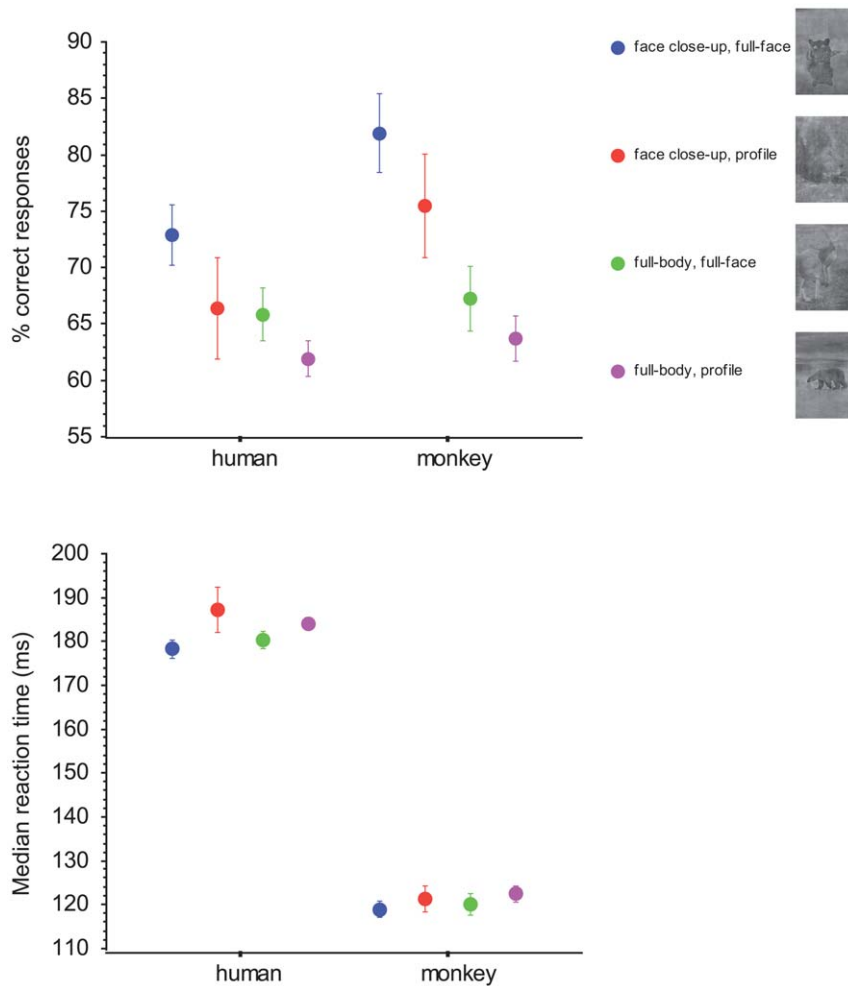 90
85
80
75
70
65
60
55
% correct responses
human
monkey
face close-up, full-face
face close-up, profile
full-body, full-face
full-body, profile
200
190
180
170
160
150
140
130
120
110
Median reaction time (ms)
human
monkey